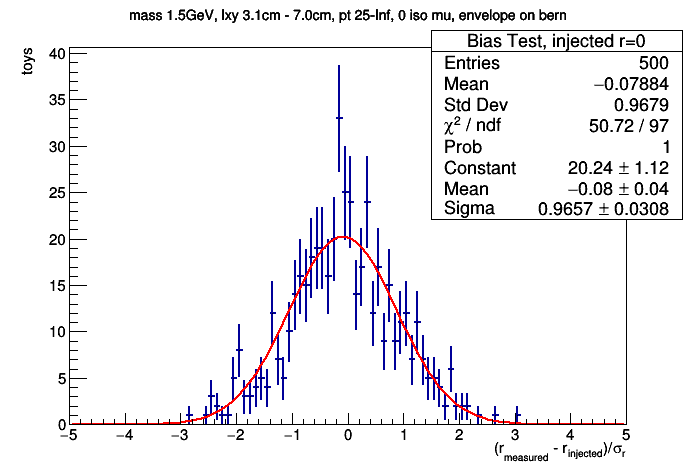 mass 1.5GeV, lxy 3.1cm - 7.0cm, pt 25-Inf, 0 iso mu, envelope on bern
Bias Test, injected r=0
Entries 500
Mean −0.07884
Std Dev 0.9679
χ² / ndf 50.72 / 97
Prob 1
Constant 20.24 ± 1.12
Mean −0.08 ± 0.04
Sigma 0.9657 ± 0.0308
toys
40
35
30
25
20
15
10
5
0
−5 −4 −3 −2 −1 0 1 2 3 4 5
(r_measured - r_injected)/σ_r